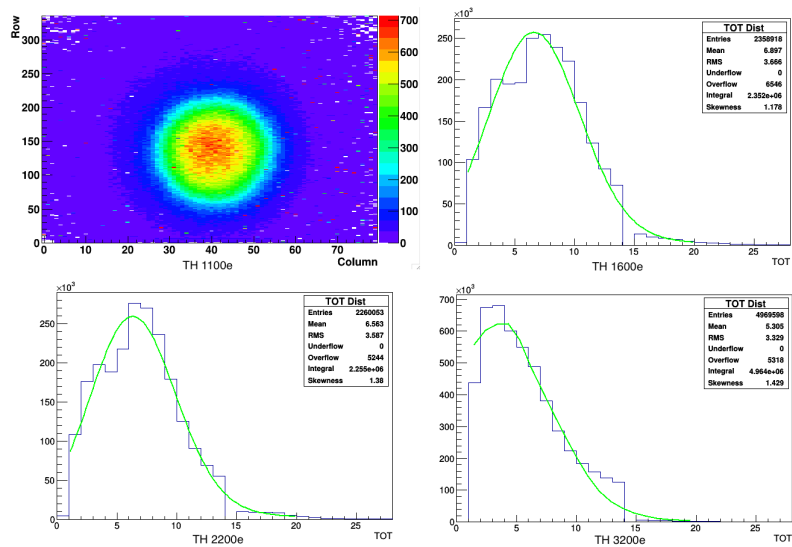 Row
350
300
250
200
150
100
50
0
0 10 20 30 40 50 60 70
700
600
500
400
300
200
100
0
TH 1100e Column
×10³
250
200
150
100
50
0
0 5 10 15 20 25
TH 1600e TOT
TOT Dist
Entries 2358918
Mean 6.897
RMS 3.666
Underflow 0
Overflow 6546
Integral 2.352e+06
Skewness 1.178
×10³
250
200
150
100
50
0
0 5 10 15 20 25
TH 2200e TOT
TOT Dist
Entries 2260053
Mean 6.563
RMS 3.587
Underflow 0
Overflow 5244
Integral 2.255e+06
Skewness 1.38
×10³
700
600
500
400
300
200
100
0
0 5 10 15 20 25
TH 3200e TOT
TOT Dist
Entries 4969598
Mean 5.305
RMS 3.329
Underflow 0
Overflow 5318
Integral 4.964e+06
Skewness 1.429